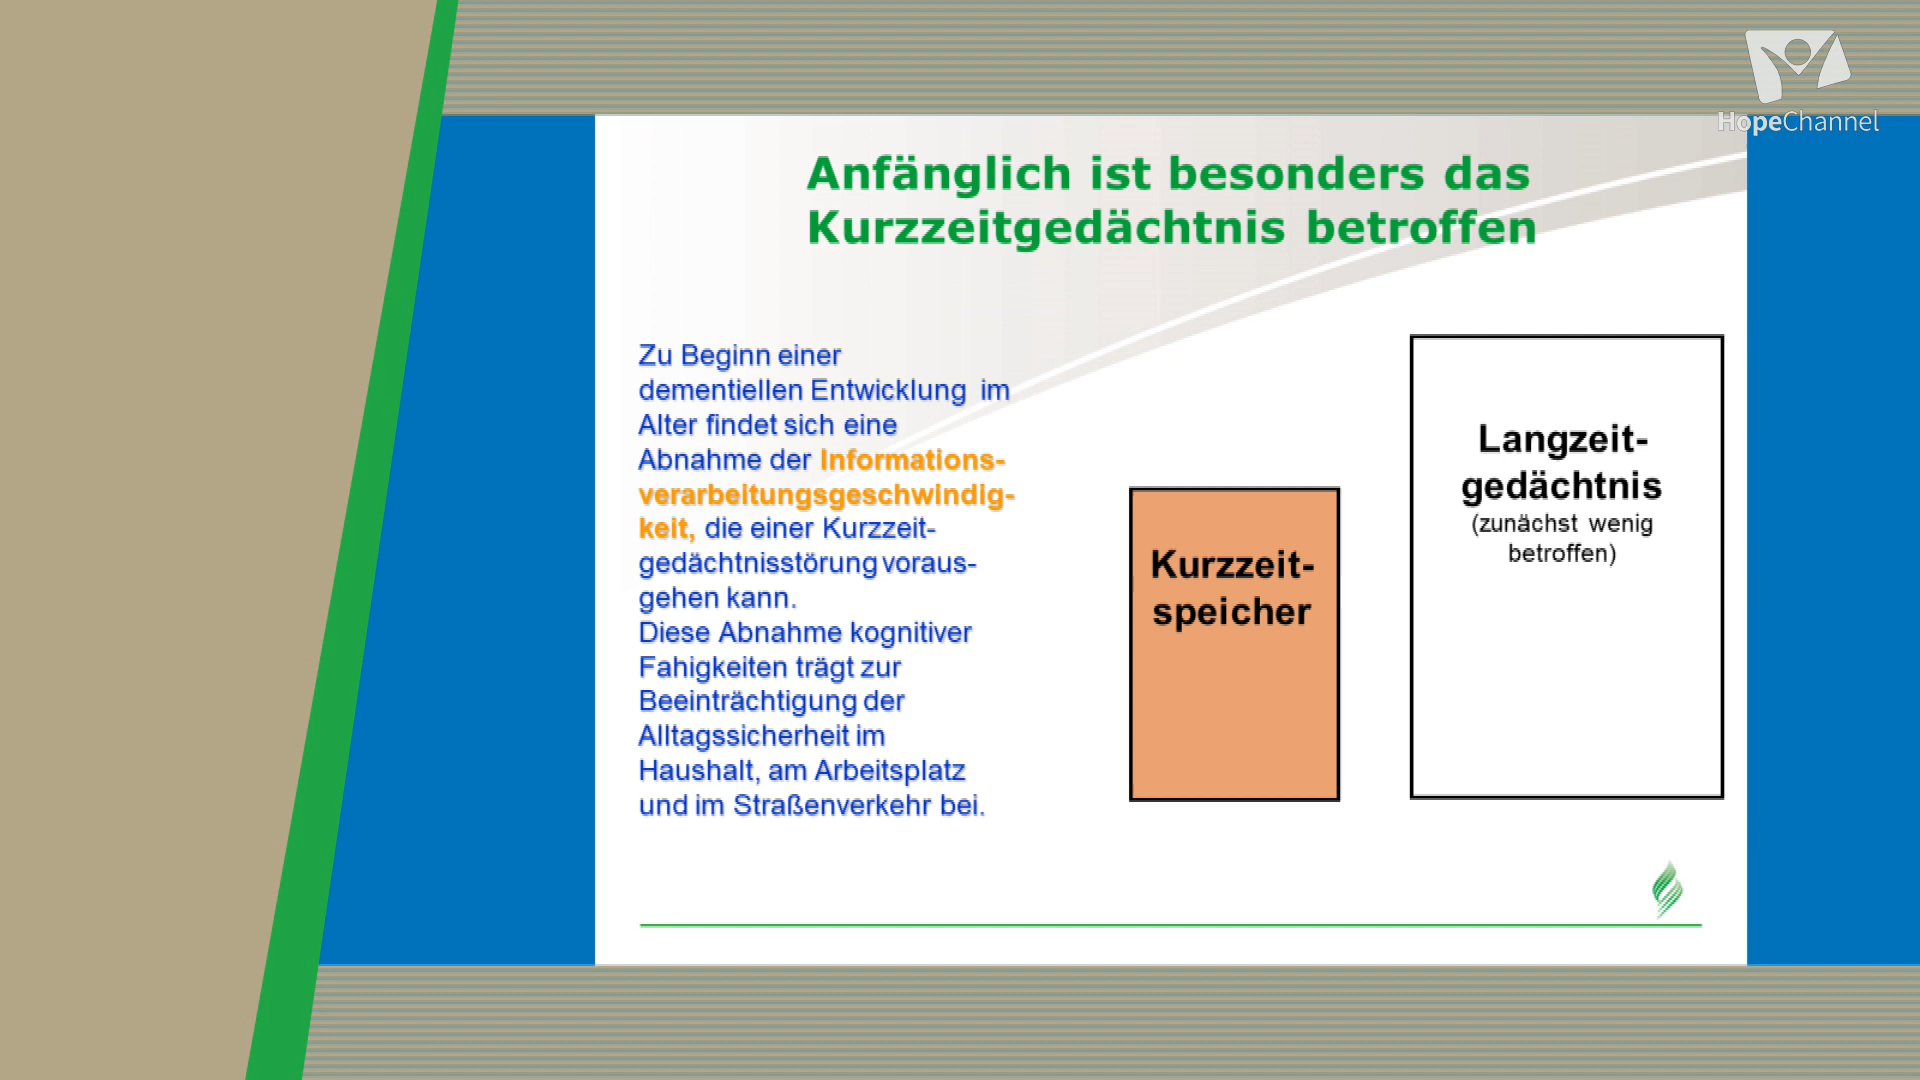 HopeChannel
Anfänglich ist besonders das
Kurzzeitgedächtnis betroffen
Zu Beginn einer
dementiellen Entwicklung im
Alter findet sich eine
Abnahme der Informations-
verarbeitungsgeschwindig-
keit, die einer Kurzzeit-
gedächtnisstörung voraus-
gehen kann.
Diese Abnahme kognitiver
Fahigkeiten trägt zur
Beeinträchtigung der
Alltagssicherheit im
Haushalt, am Arbeitsplatz
und im Straßenverkehr bei.
Kurzzeit-
speicher
Langzeit-
gedächtnis
(zunächst wenig
betroffen)